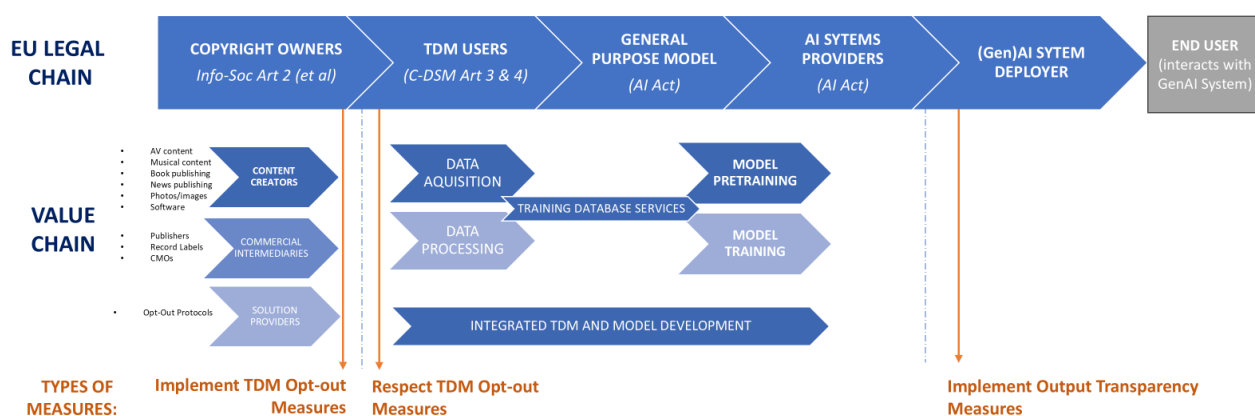 EU LEGAL
CHAIN
COPYRIGHT OWNERS
Info-Soc Art 2 (et al)
TDM USERS
(C-DSM Art 3 & 4)
GENERAL
PURPOSE MODEL
(AI Act)
AI SYTEMS
PROVIDERS
(AI Act)
(Gen)AI SYTEM
DEPLOYER
END USER
(interacts with
GenAI System)
VALUE
CHAIN
• AV content
• Musical content
• Book publishing
• News publishing
• Photos/images
• Software
CONTENT
CREATORS
• Publishers
• Record Labels
• CMOs
COMMERCIAL
INTERMEDIARIES
• Opt-Out Protocols
SOLUTION
PROVIDERS
DATA
AQUISITION
DATA
PROCESSING
TRAINING DATABASE SERVICES
MODEL
PRETRAINING
MODEL
TRAINING
INTEGRATED TDM AND MODEL DEVELOPMENT
TYPES OF
MEASURES:
Implement TDM Opt-out
Measures
Respect TDM Opt-out
Measures
Implement Output Transparency
Measures